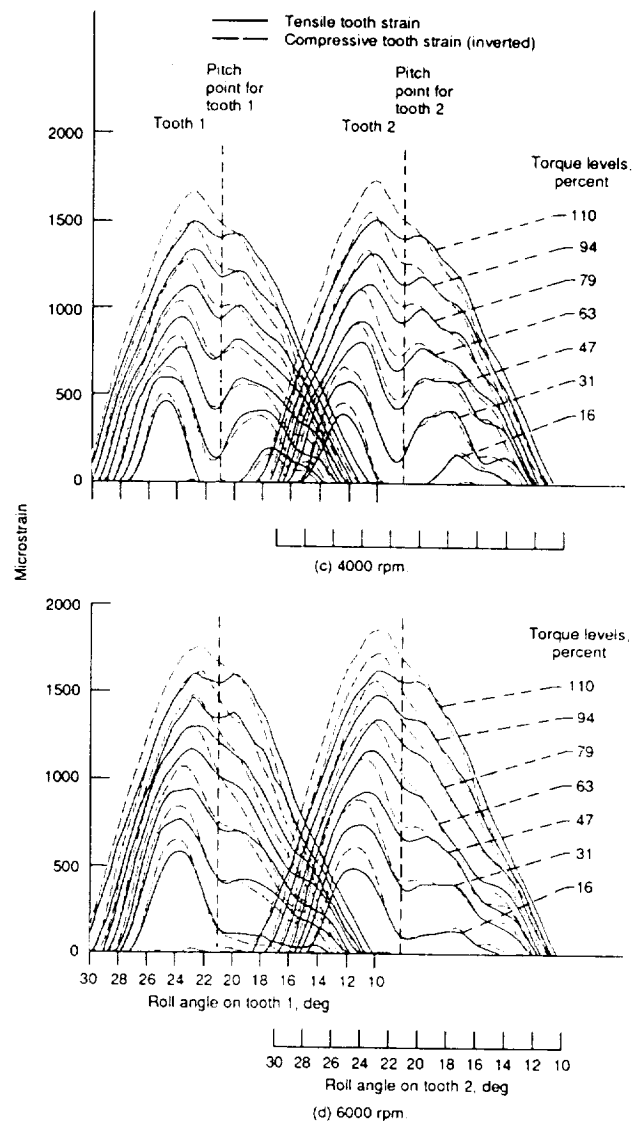 Tensile tooth strain
Compressive tooth strain (inverted)
Pitch
point for
tooth 1
Pitch
point for
tooth 2
Tooth 1
Tooth 2
Torque levels,
percent
2000
1500
1000
500
0
110
94
79
63
47
31
16
Microstrain
(c) 4000 rpm.
2000
1500
1000
500
0
Torque levels,
percent
110
94
79
63
47
31
16
30 28 26 24 22 20 18 16 14 12 10
Roll angle on tooth 1, deg
30 28 26 24 22 20 18 16 14 12 10
Roll angle on tooth 2, deg
(d) 6000 rpm.